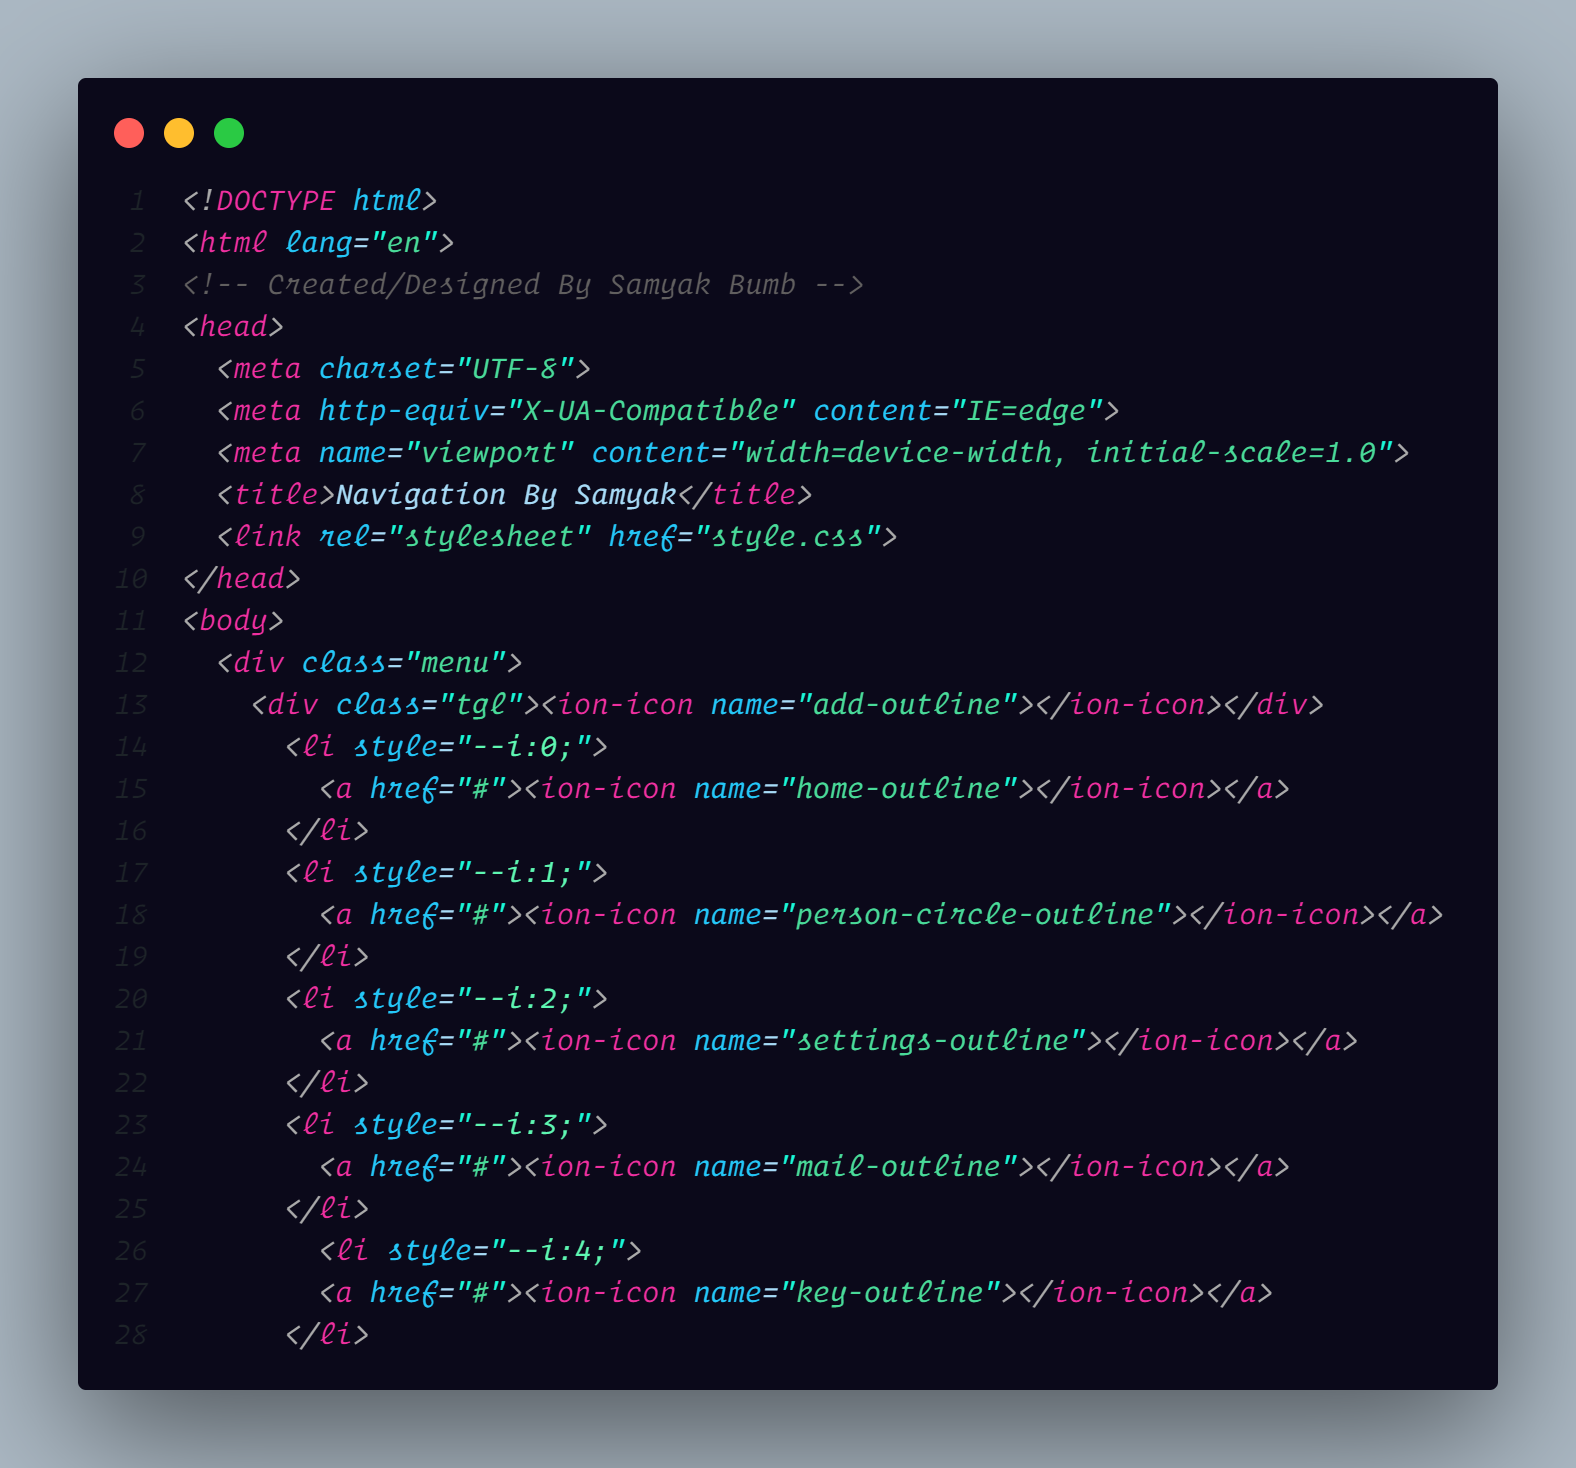 1 <!DOCTYPE html>
2 <html lang="en">
3 <!-- Created/Designed By Samyak Bumb -->
4 <head>
5   <meta charset="UTF-8">
6   <meta http-equiv="X-UA-Compatible" content="IE=edge">
7   <meta name="viewport" content="width=device-width, initial-scale=1.0">
8   <title>Navigation By Samyak</title>
9   <link rel="stylesheet" href="style.css">
10 </head>
11 <body>
12   <div class="menu">
13     <div class="tgl"><ion-icon name="add-outline"></ion-icon></div>
14       <li style="--i:0;">
15         <a href="#"><ion-icon name="home-outline"></ion-icon></a>
16       </li>
17       <li style="--i:1;">
18         <a href="#"><ion-icon name="person-circle-outline"></ion-icon></a>
19       </li>
20       <li style="--i:2;">
21         <a href="#"><ion-icon name="settings-outline"></ion-icon></a>
22       </li>
23       <li style="--i:3;">
24         <a href="#"><ion-icon name="mail-outline"></ion-icon></a>
25       </li>
26         <li style="--i:4;">
27         <a href="#"><ion-icon name="key-outline"></ion-icon></a>
28       </li>